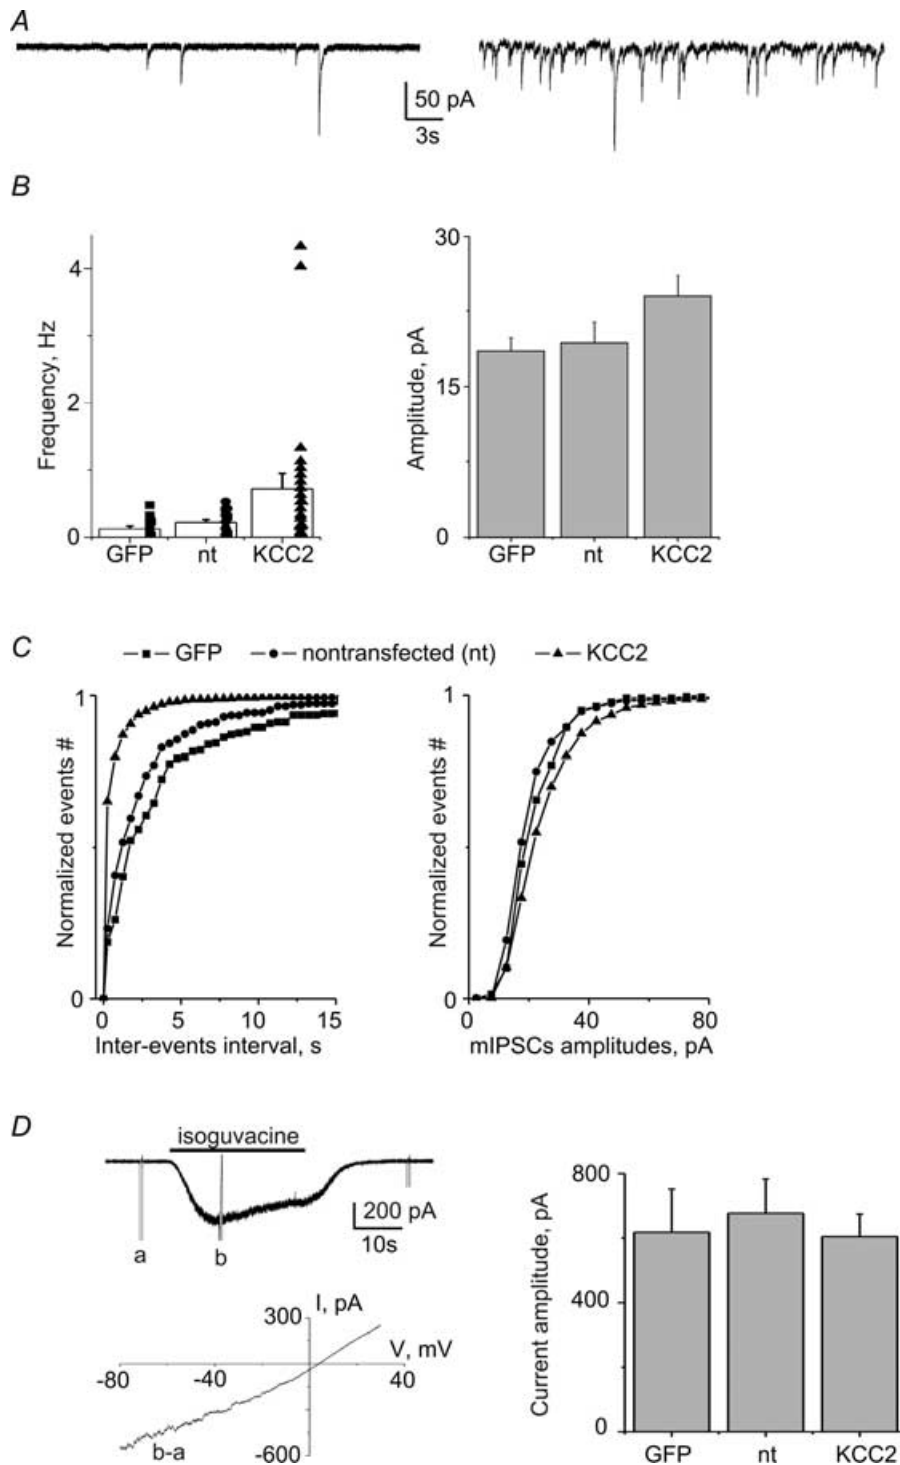 A
50 pA
3s
B
Frequency, Hz
4
2
0
GFP nt KCC2
Amplitude, pA
30
15
0
GFP nt KCC2
C
GFP nontransfected (nt) KCC2
Normalized events #
1
0
0 5 10 15
Inter-events interval, s
Normalized events #
1
0
0 40 80
mIPSCs amplitudes, pA
D
isoguvacine
200 pA
10s
a b
300 I, pA
V, mV
-80 -40 40
b-a
-600
Current amplitude, pA
800
400
0
GFP nt KCC2